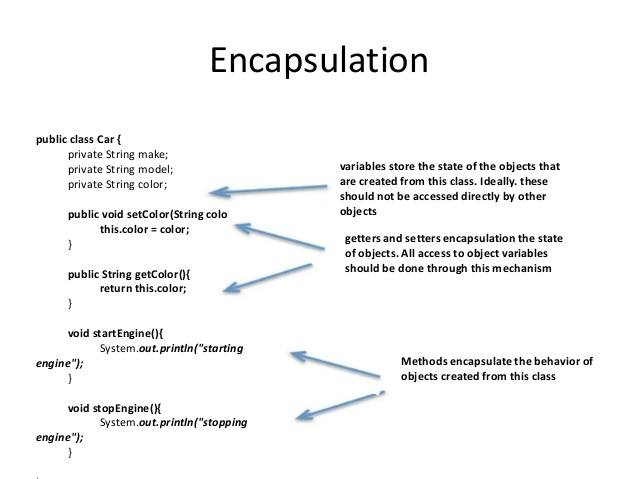 Encapsulation
public class Car {
private String make;
private String model;
private String color;
public void setColor(String colo
this.color = color;
}
public String getColor(){
return this.color;
}
void startEngine(){
System.out.println("starting
engine");
}
void stopEngine(){
System.out.println("stopping
engine");
}
variables store the state of the objects that
are created from this class. Ideally. these
should not be accessed directly by other
objects
getters and setters encapsulation the state
of objects. All access to object variables
should be done through this mechanism
Methods encapsulate the behavior of
objects created from this class